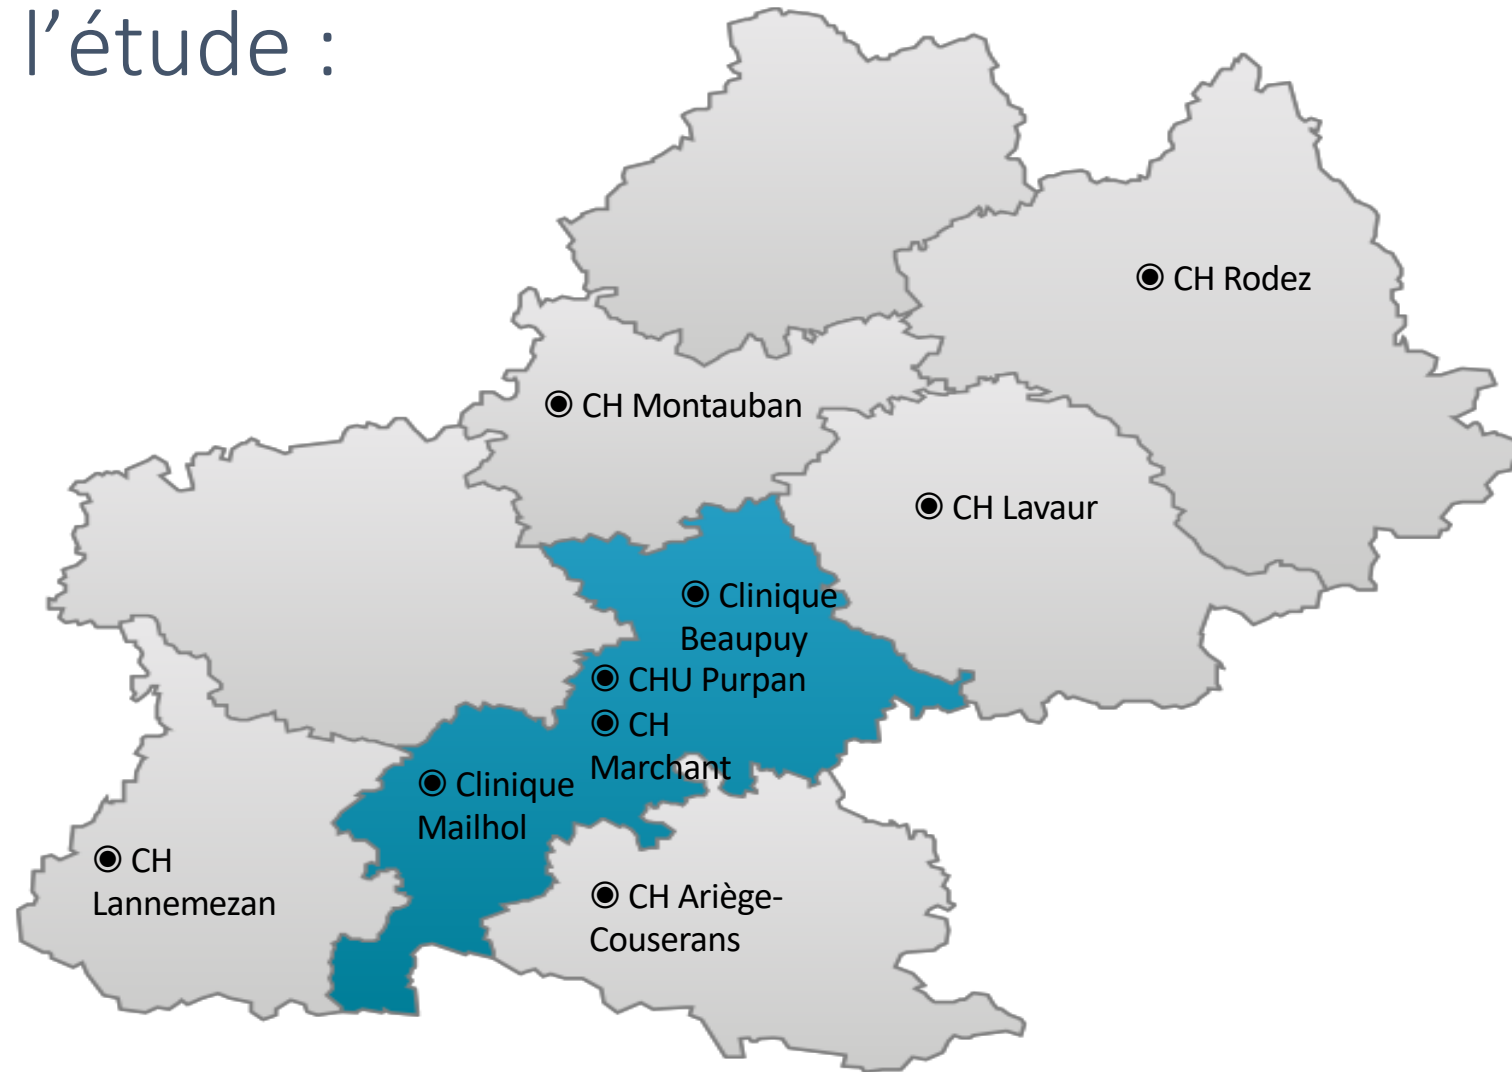 l’étude :
◉ CH Rodez
◉ CH Montauban
◉ CH Lavaur
◉ Clinique
Beaupuy
◉ CHU Purpan
◉ CH
Marchant
◉ Clinique
Mailhol
◉ CH
Lannemezan
◉ CH Ariège-
Couserans